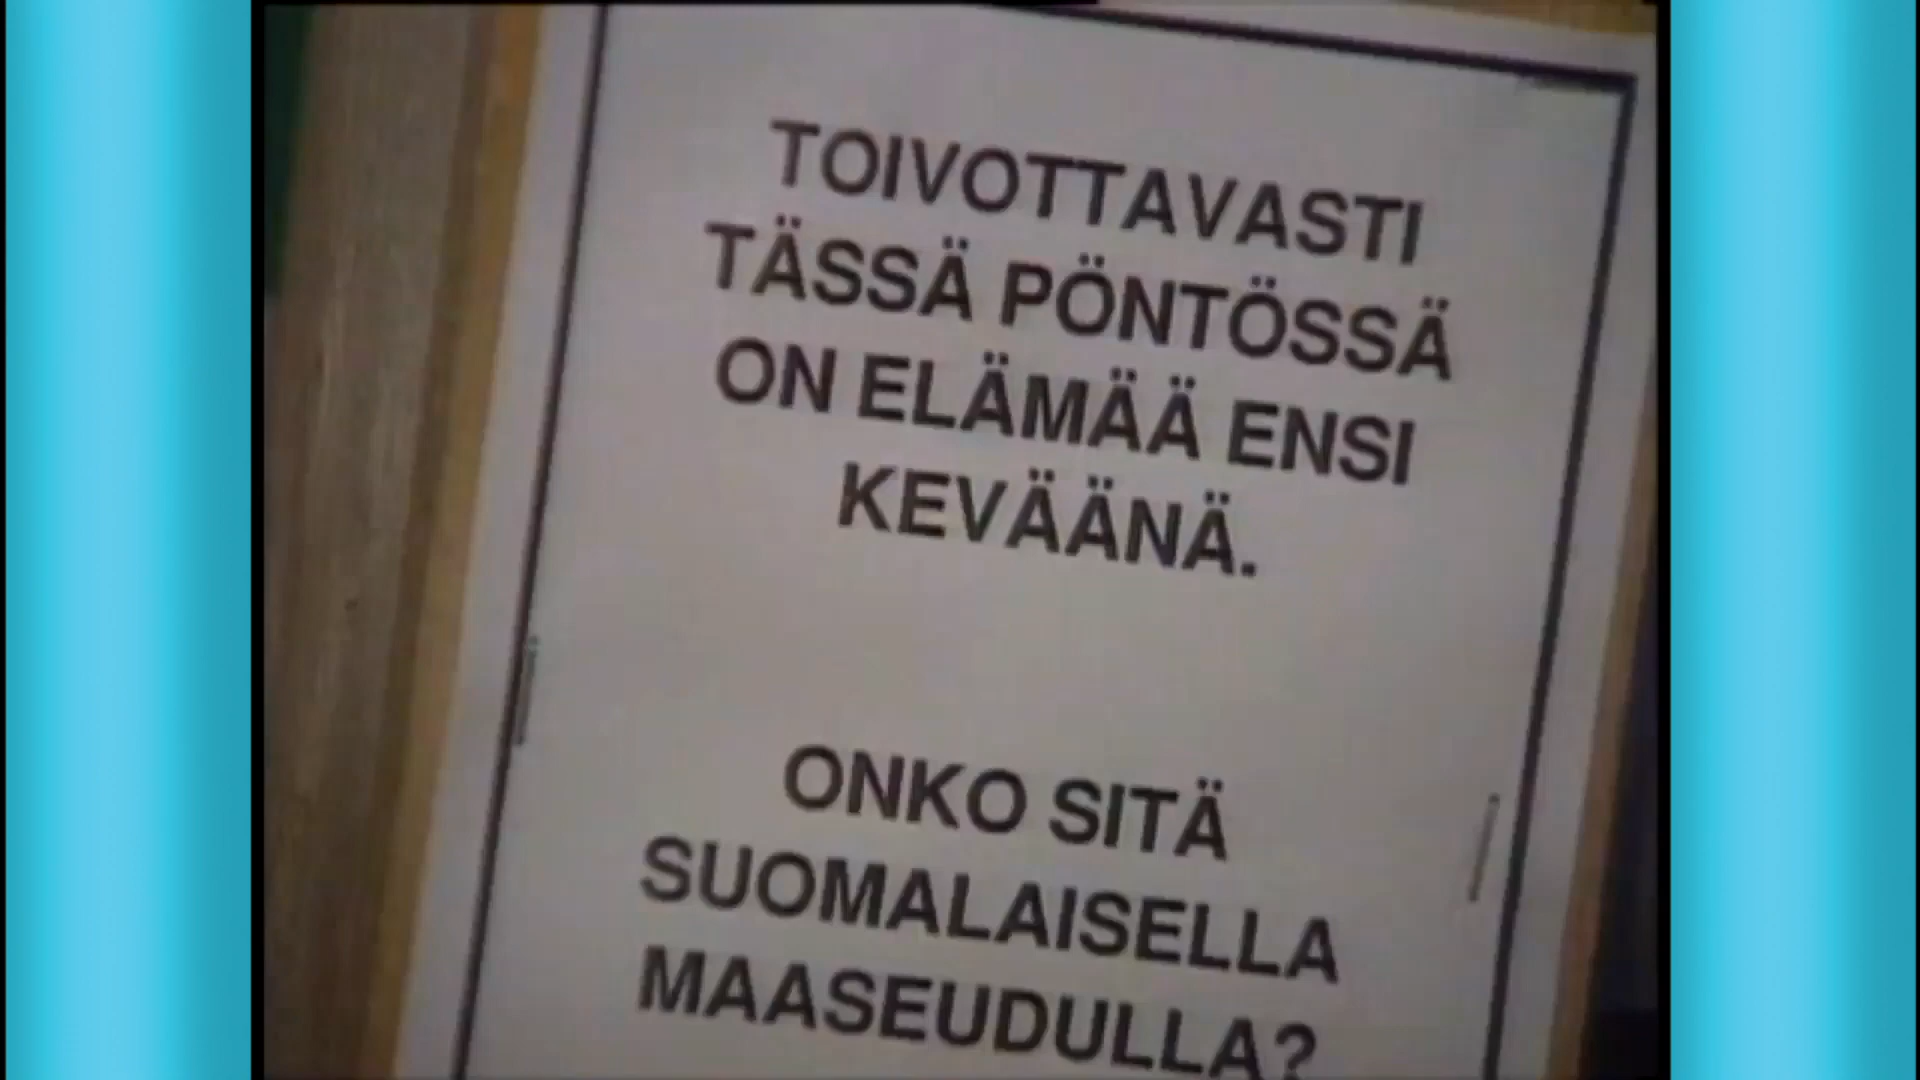 TOIVOTTAVASTI
TÄSSÄ PÖNTÖSSÄ
ON ELÄMÄÄ ENSI
KEVÄÄNÄ.
ONKO SITÄ
SUOMALAISELLA
MAASEUDULLA?